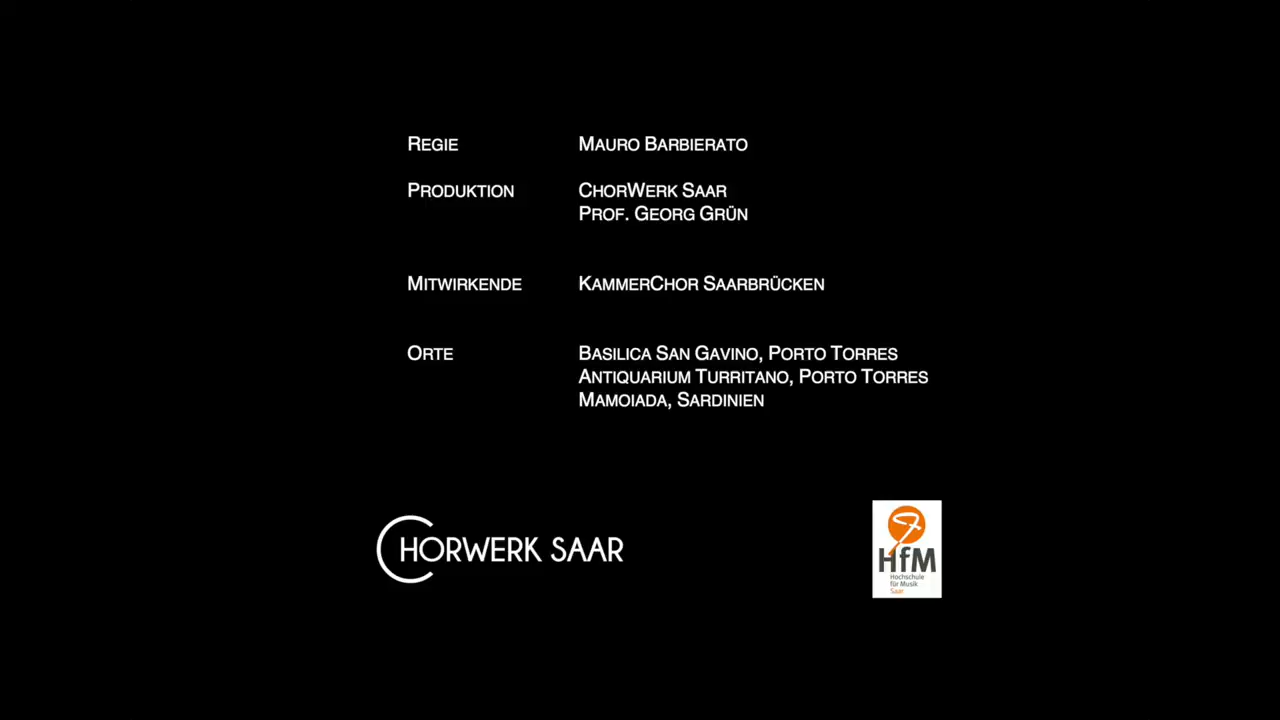 Regie Mauro Barbierato
Produktion ChorWerk Saar
Prof. Georg Grün
Mitwirkende KammerChor Saarbrücken
Orte Basilica San Gavino, Porto Torres
Antiquarium Turritano, Porto Torres
Mamoiada, Sardinien
CHORWERK SAAR
HfM
Hochschule
für Musik
Saar